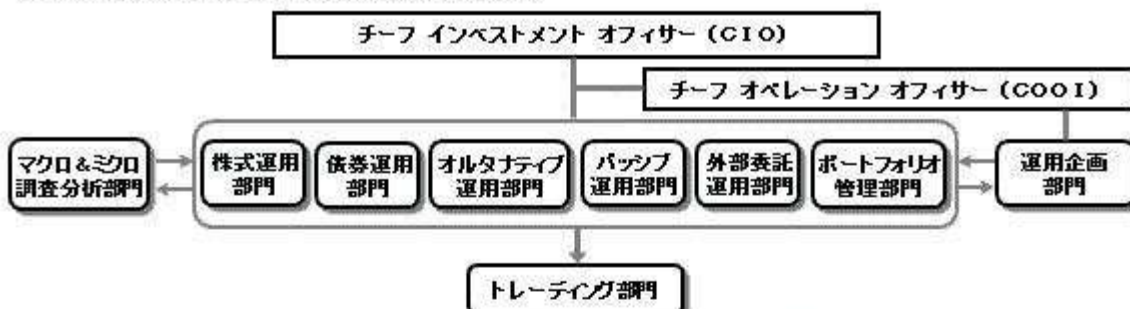 チーフ インベストメント オフィサー (CIO)
チーフ オペレーション オフィサー (COOI)
マクロ&ミクロ
調査分析部門
株式運用
部門
債券運用
部門
オルタナティブ
運用部門
パッシブ
運用部門
外部委託
運用部門
ポートフォリオ
管理部門
運用企画
部門
トレーディング部門